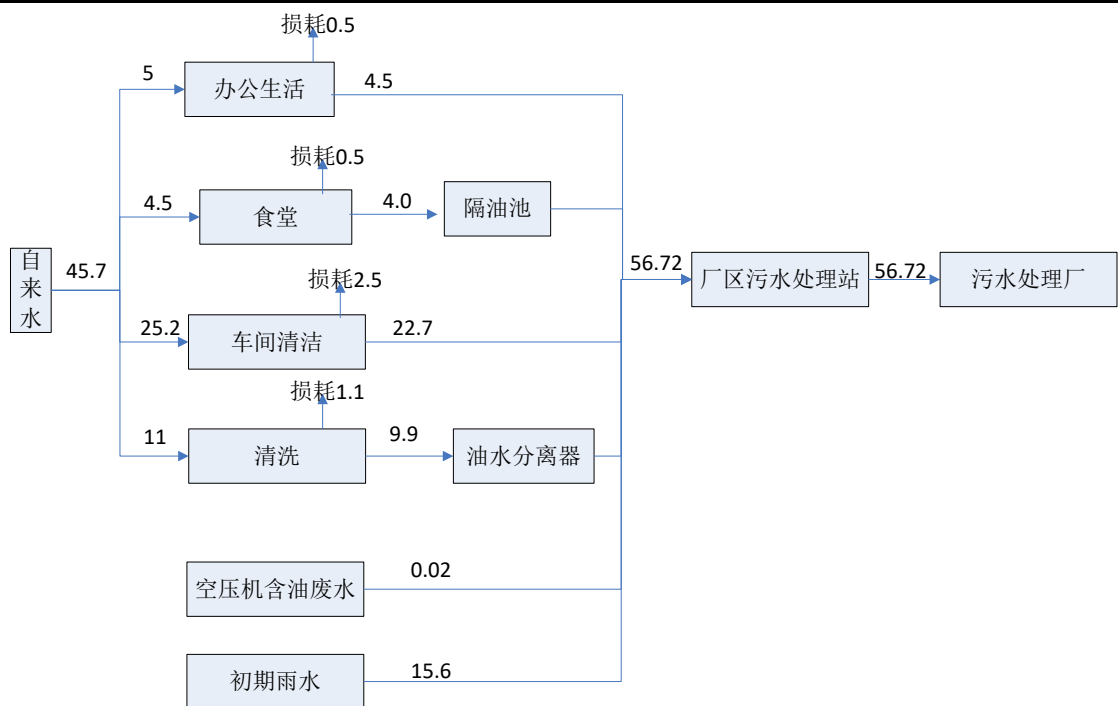 损耗0.5
5
办公生活
4.5
损耗0.5
4.5
食堂
4.0
隔油池
自来水
45.7
56.72
厂区污水处理站
56.72
污水处理厂
损耗2.5
25.2
车间清洁
22.7
损耗1.1
11
清洗
9.9
油水分离器
空压机含油废水
0.02
初期雨水
15.6